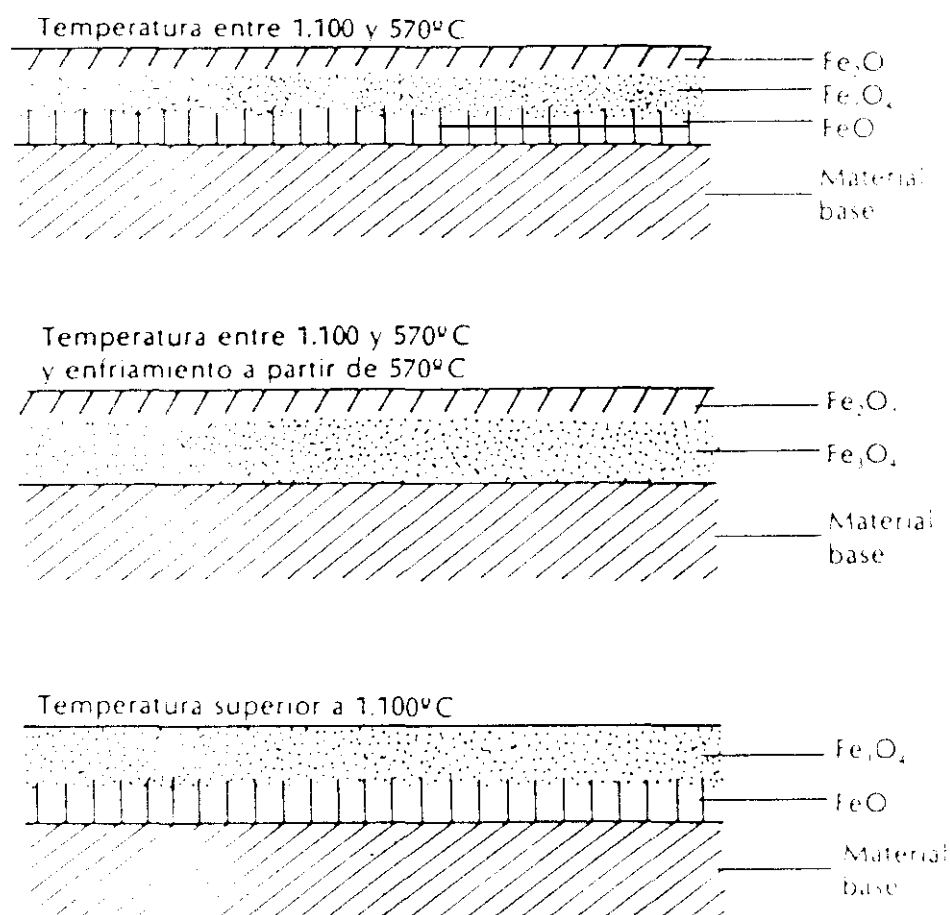 Temperatura entre 1.100 y 570ºC
Fe₂O
Fe₃O₄
FeO
Material
base
Temperatura entre 1.100 y 570ºC
y enfriamiento a partir de 570ºC
Fe₂O₃
Fe₃O₄
Material
base
Temperatura superior a 1.100ºC
Fe₃O₄
FeO
Material
base